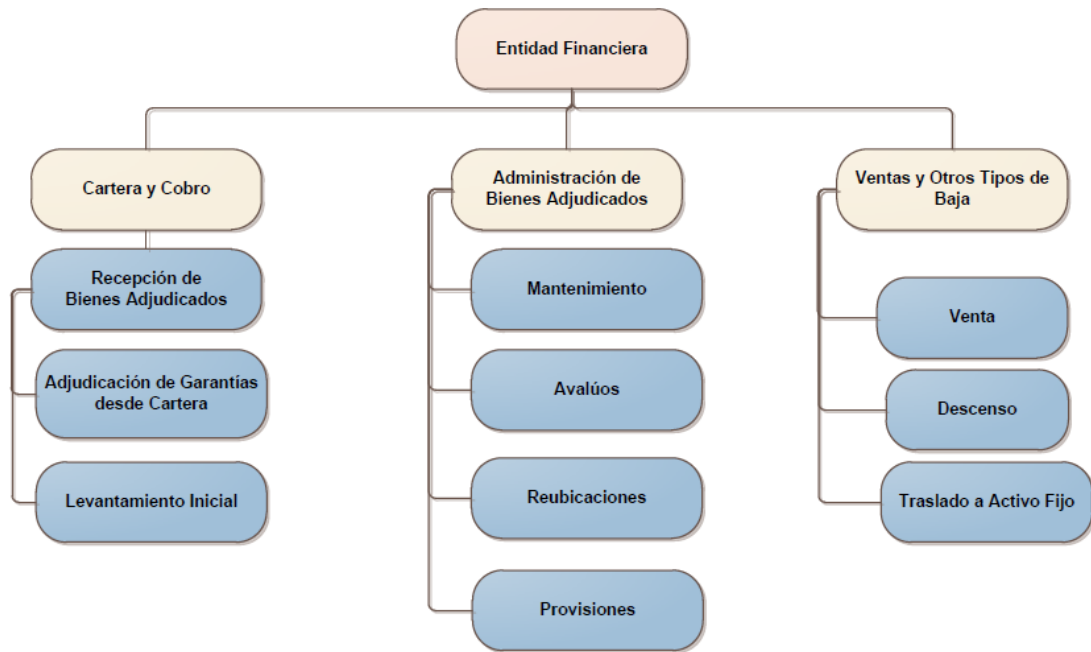 Entidad Financiera
Cartera y Cobro
Recepción de
Bienes Adjudicados
Adjudicación de Garantías
desde Cartera
Levantamiento Inicial
Administración de
Bienes Adjudicados
Mantenimiento
Avalúos
Reubicaciones
Provisiones
Ventas y Otros Tipos de
Baja
Venta
Descenso
Traslado a Activo Fijo